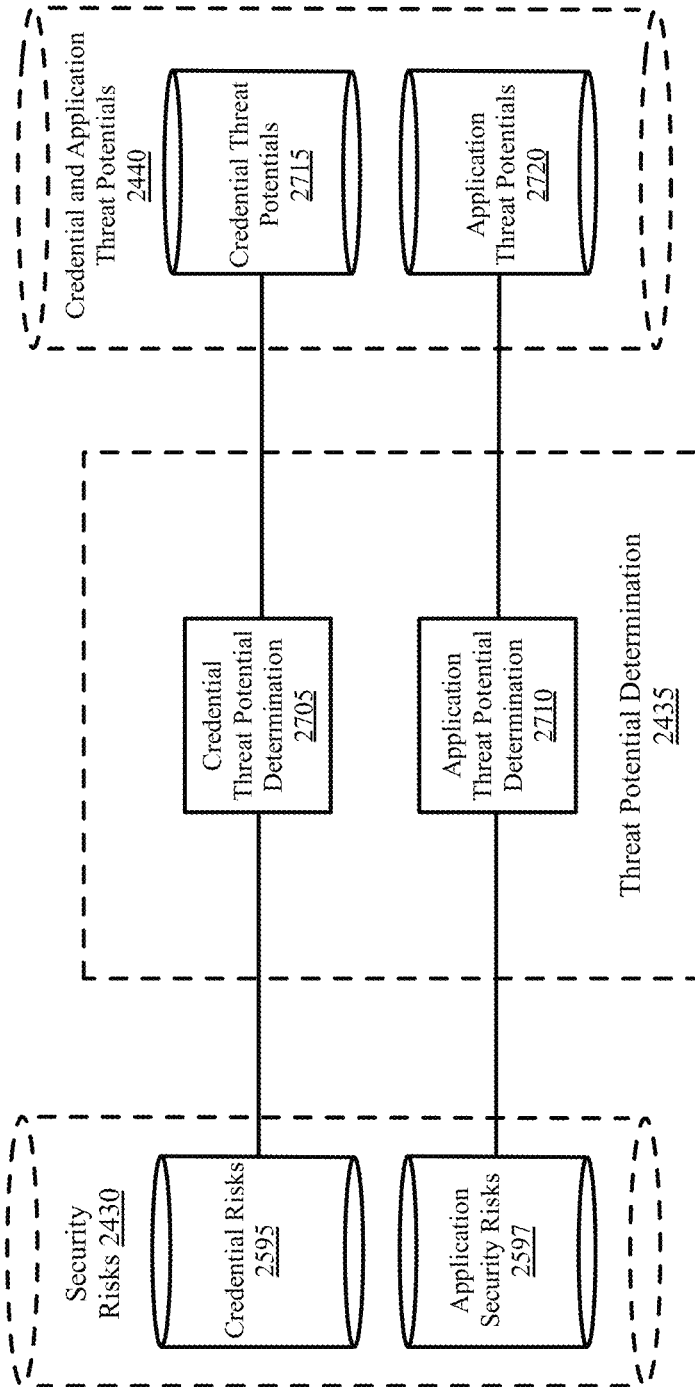 Security
Risks 2430
Credential Risks
2595
Application
Security Risks
2597
Credential
Threat Potential
Determination
2705
Application
Threat Potential
Determination
2710
Threat Potential Determination
2435
Credential and Application
Threat Potentials
2440
Credential Threat
Potentials
2715
Application
Threat Potentials
2720